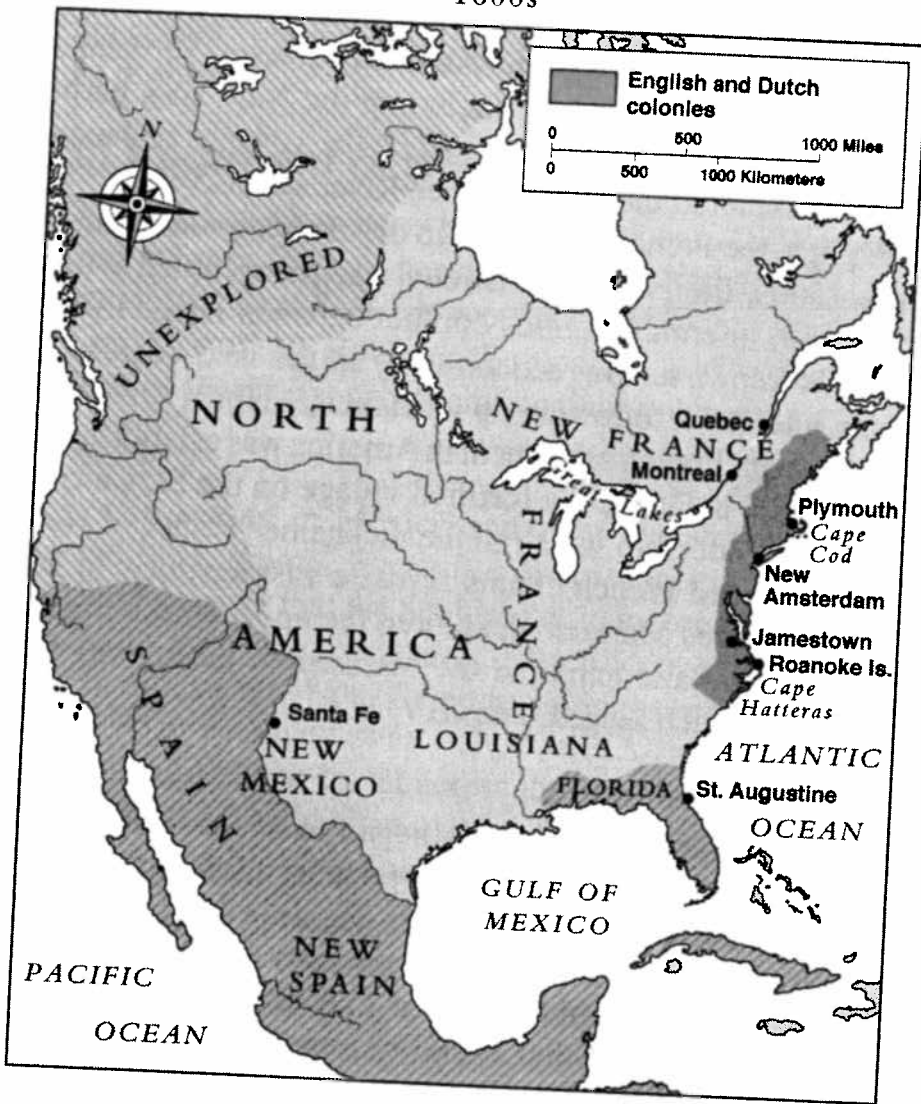 1600s
English and Dutch
colonies
0 500 1000 Miles
0 500 1000 Kilometers
N
UNEXPLORED
NORTH
AMERICA
NEW FRANCE
Quebec
Montreal
Great Lakes
FRANCE
Plymouth
Cape
Cod
New
Amsterdam
Jamestown
Roanoke Is.
Cape
Hatteras
SPAIN
Santa Fe
NEW
MEXICO
LOUISIANA
FLORIDA
St. Augustine
ATLANTIC
OCEAN
GULF OF
MEXICO
NEW
SPAIN
PACIFIC
OCEAN